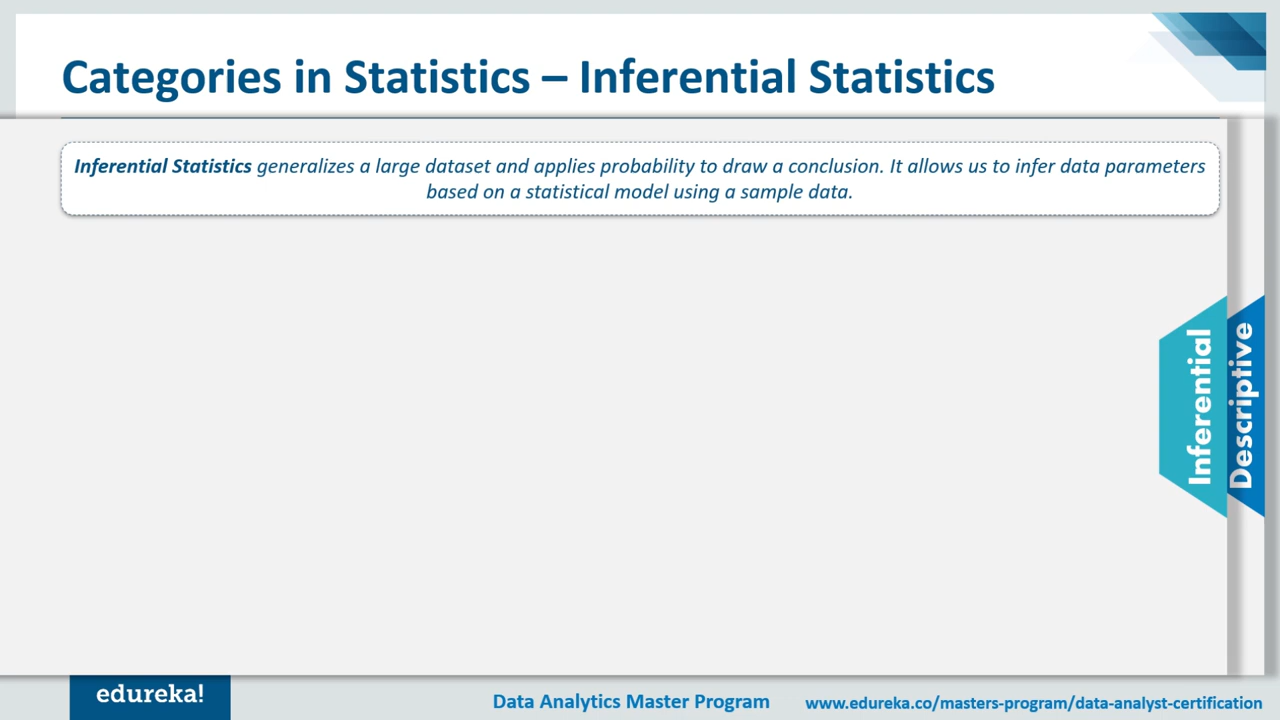 Categories in Statistics – Inferential Statistics
Inferential Statistics generalizes a large dataset and applies probability to draw a conclusion. It allows us to infer data parameters
based on a statistical model using a sample data.
Inferential
Descriptive
edureka!
Data Analytics Master Program
www.edureka.co/masters-program/data-analyst-certification